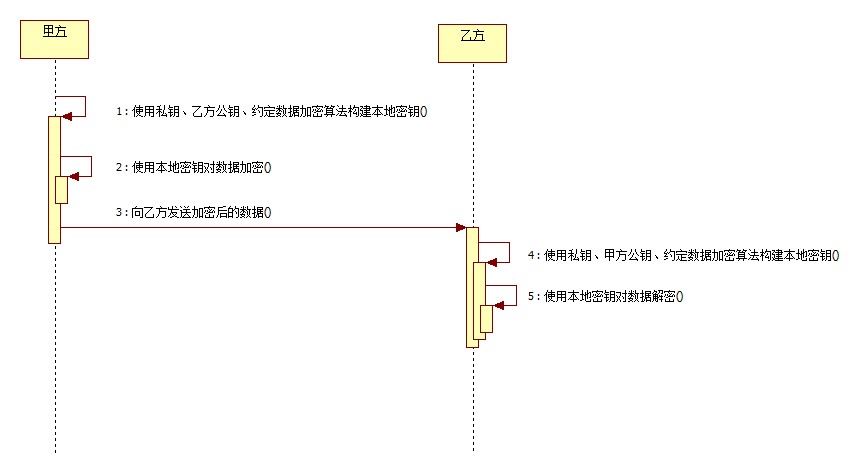 甲方
乙方
1 : 使用私钥、乙方公钥、约定数据加密算法构建本地密钥()
2 : 使用本地密钥对数据加密()
3 : 向乙方发送加密后的数据()
4 : 使用私钥、甲方公钥、约定数据加密算法构建本地密钥()
5 : 使用本地密钥对数据解密()